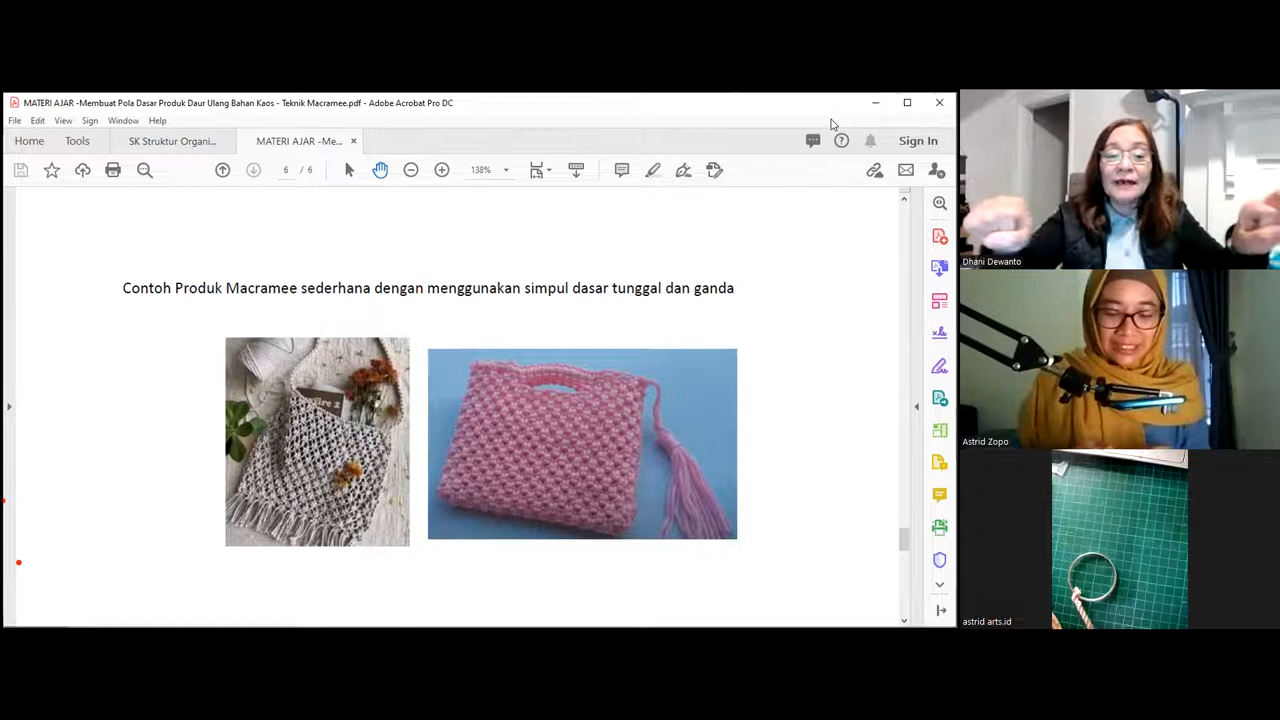 MATERI AJAR -Membuat Pola Dasar Produk Daur Ulang Bahan Kaos - Teknik Macramee.pdf - Adobe Acrobat Pro DC
File Edit View Sign Window Help
Home Tools SK Struktur Organi... MATERI AJAR -Me... × Sign In
6 / 6 138%
Contoh Produk Macramee sederhana dengan menggunakan simpul dasar tunggal dan ganda
Dhani Dewanto
Astrid Zopo
astrid arts.id